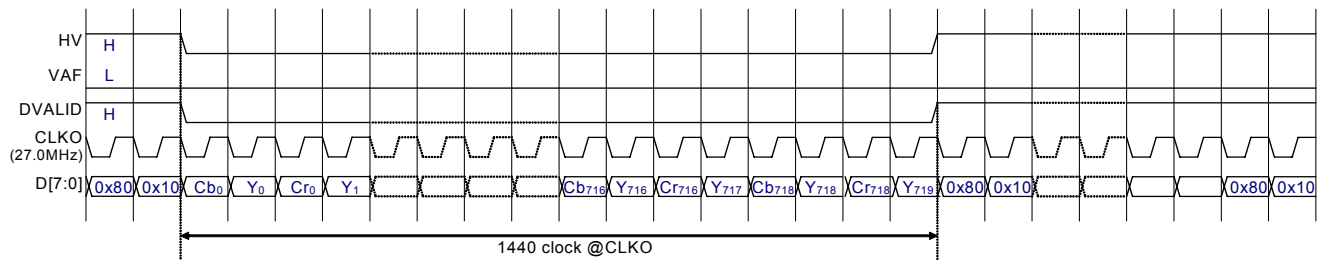 HV H
VAF L
DVALID H
CLKO
(27.0MHz)
D[7:0] 0x80 0x10 Cb0 Y0 Cr0 Y1 Cb716 Y716 Cr716 Y717 Cb718 Y718 Cr718 Y719 0x80 0x10 0x80 0x10
1440 clock @CLKO